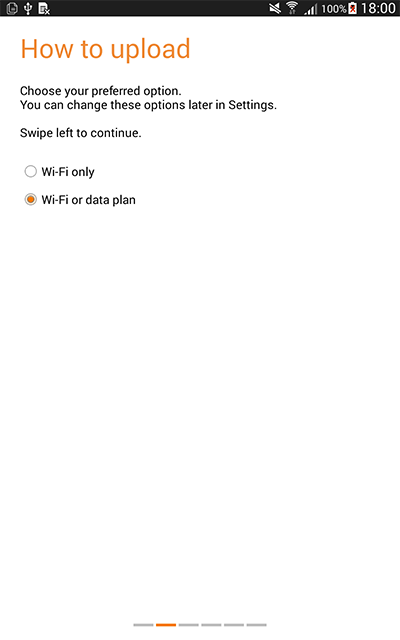 100% 18:00
How to upload
Choose your preferred option.
You can change these options later in Settings.
Swipe left to continue.
Wi-Fi only
Wi-Fi or data plan